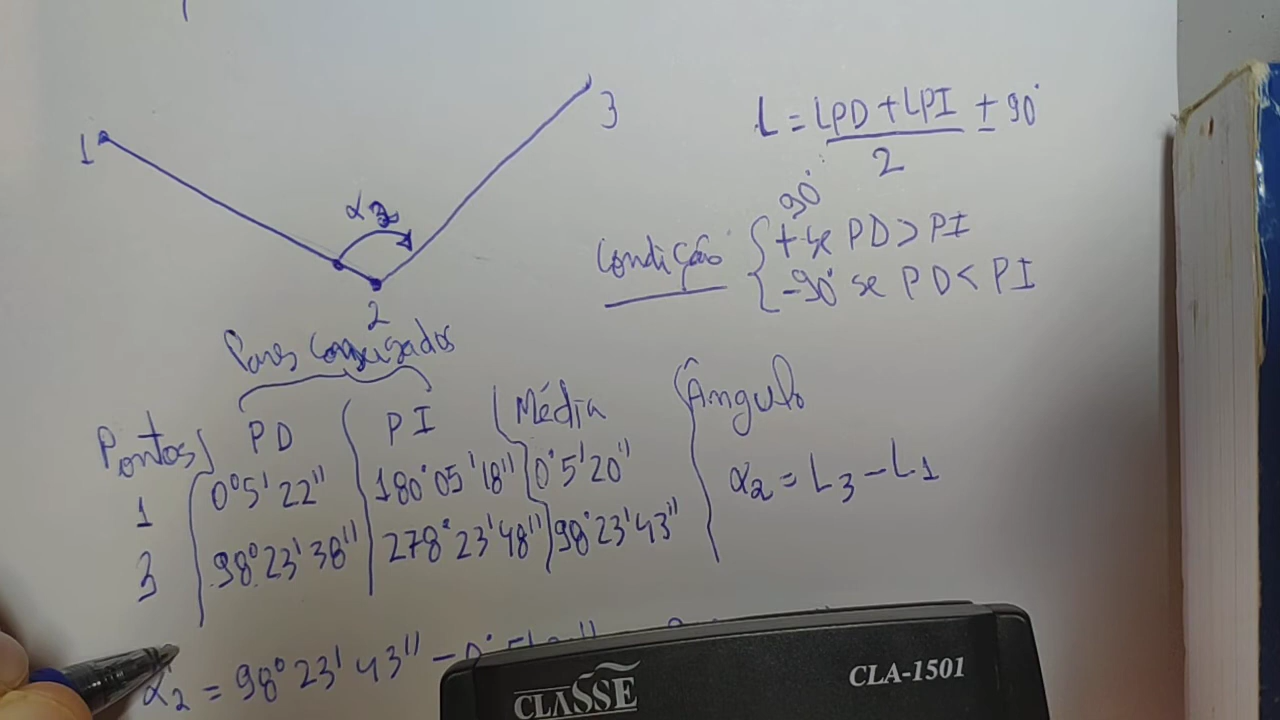 1
3
α2
2
L = LPD + LPI ± 90°
2
90°
Condição { + se PD > PI
-90° se PD < PI
Pares Conjugados
Pontos PD PI Média Ângulo
1 0°5'22" 180°05'18" 0°5'20" α2 = L3 - L1
3 98°23'38" 278°23'48" 98°23'43"
α2 = 98°23'43" - 0°
CLASSE
CLA-1501